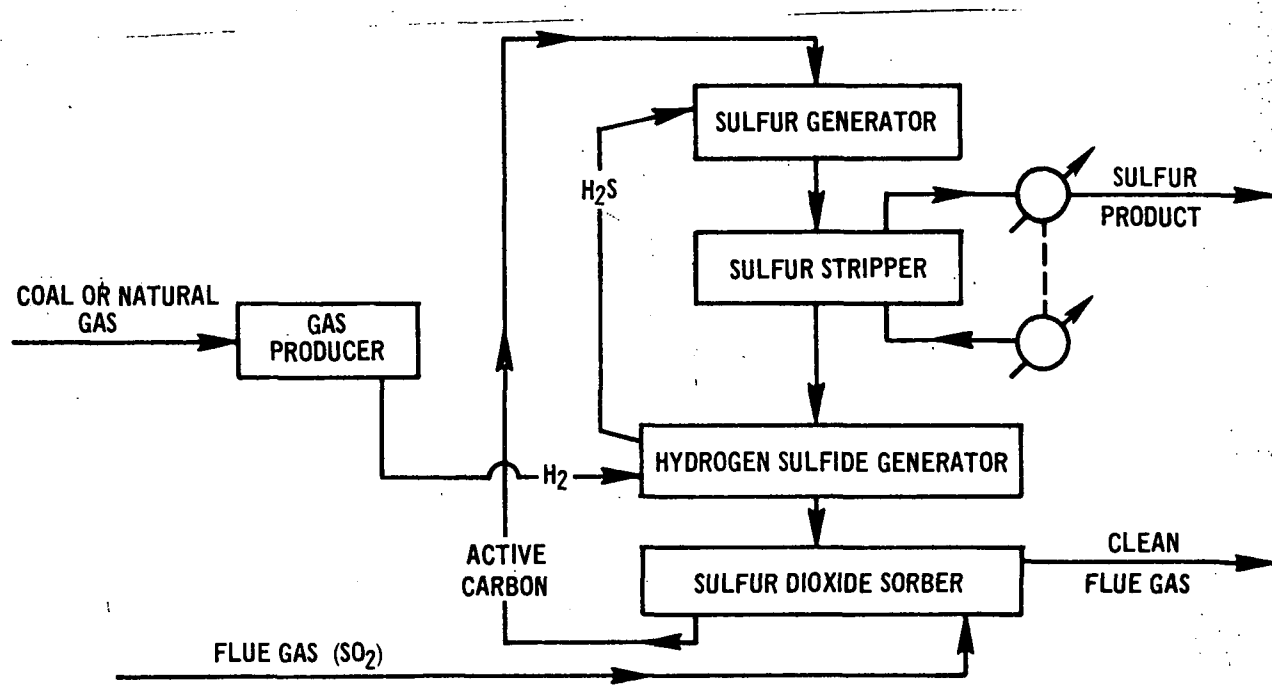 SULFUR GENERATOR
H₂S
SULFUR
PRODUCT
SULFUR STRIPPER
COAL OR NATURAL
GAS
GAS
PRODUCER
HYDROGEN SULFIDE GENERATOR
H₂
ACTIVE
CARBON
CLEAN
FLUE GAS
SULFUR DIOXIDE SORBER
FLUE GAS (SO₂)